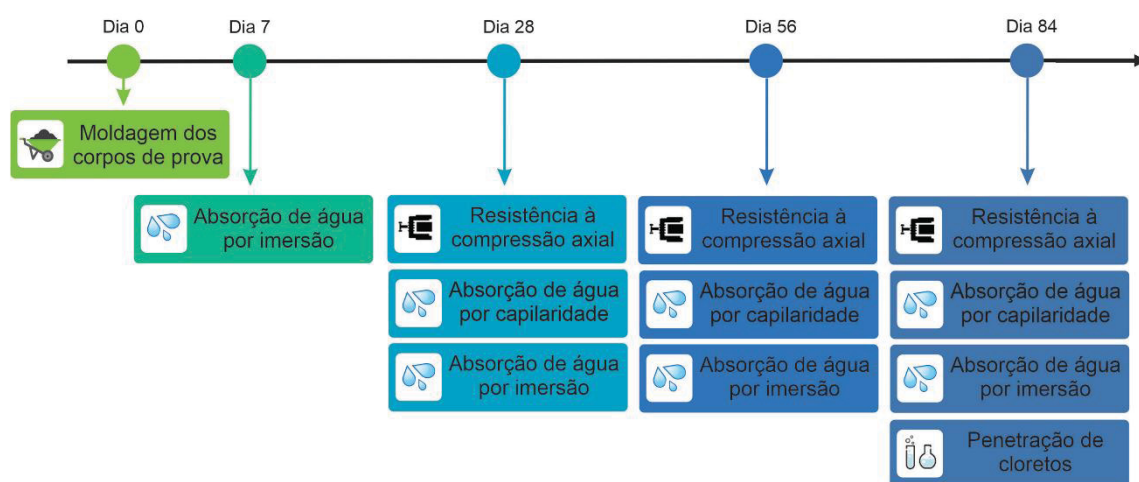 Dia 0
Dia 7
Dia 28
Dia 56
Dia 84
Moldagem dos
corpos de prova
Absorção de água
por imersão
Resistência à
compressão axial
Absorção de água
por capilaridade
Absorção de água
por imersão
Resistência à
compressão axial
Absorção de água
por capilaridade
Absorção de água
por imersão
Resistência à
compressão axial
Absorção de água
por capilaridade
Absorção de água
por imersão
Penetração de
cloretos